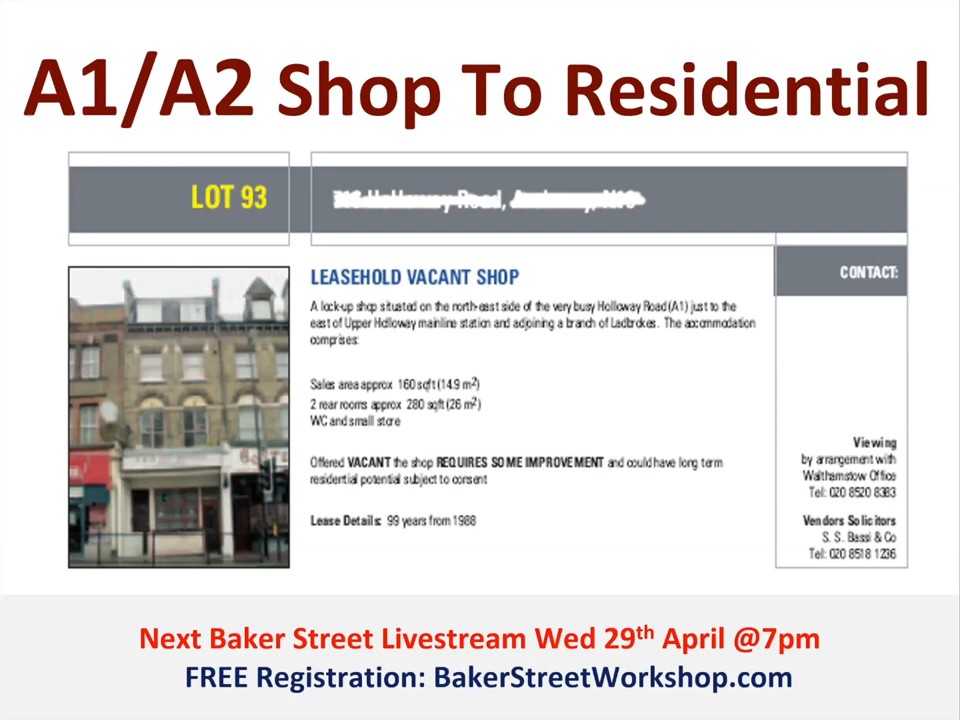 A1/A2 Shop To Residential
LOT 93
Holloway Road,
LEASEHOLD VACANT SHOP
CONTACT:
A lock-up shop situated on the north-east side of the very busy Holloway Road (A1) just to the
east of Upper Holloway mainline station and adjoining a branch of Ladbrokes. The accommodation
comprises:
Sales area approx 160 sqft (14.9 m²)
2 rear rooms approx 280 sqft (26 m²)
WC and small store
Offered VACANT the shop REQUIRES SOME IMPROVEMENT and could have long term
residential potential subject to consent
Lease Details: 99 years from 1988
Viewing
by arrangement with
Walthamstow Office
Tel: 020 8520 8383
Vendors Solicitors
S. S. Bassi & Co
Tel: 020 8518 1236
Next Baker Street Livestream Wed 29th April @7pm
FREE Registration: BakerStreetWorkshop.com